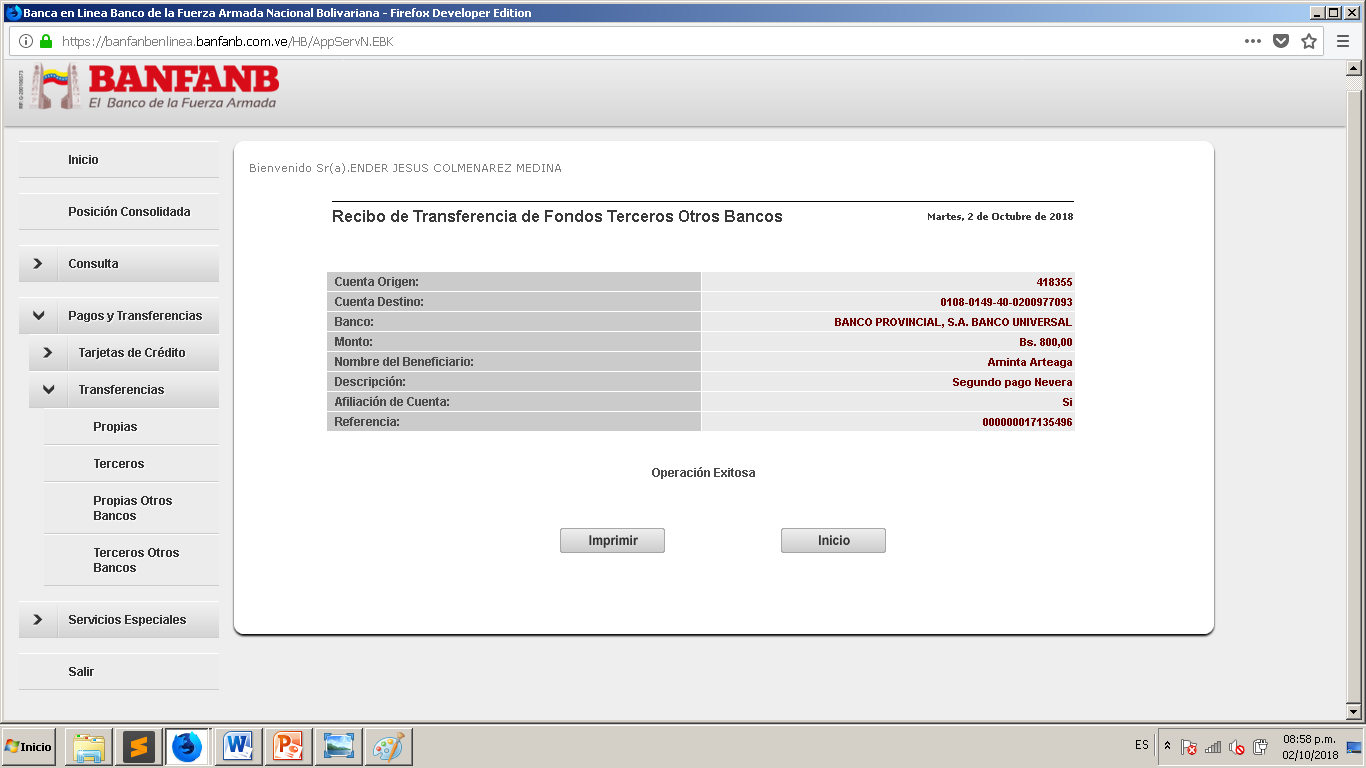 Banca en Linea Banco de la Fuerza Armada Nacional Bolivariana - Firefox Developer Edition
https://banfanbenlinea.banfanb.com.ve/HB/AppServN.EBK
BANFANB
El Banco de la Fuerza Armada
Inicio
Posición Consolidada
Consulta
Pagos y Transferencias
Tarjetas de Crédito
Transferencias
Propias
Terceros
Propias Otros
Bancos
Terceros Otros
Bancos
Servicios Especiales
Salir
Bienvenido Sr(a).ENDER JESUS COLMENAREZ MEDINA
Recibo de Transferencia de Fondos Terceros Otros Bancos
Martes, 2 de Octubre de 2018
Cuenta Origen: 418355
Cuenta Destino: 0108-0149-40-0200977093
Banco: BANCO PROVINCIAL, S.A. BANCO UNIVERSAL
Monto: Bs. 800,00
Nombre del Beneficiario: Aminta Arteaga
Descripción: Segundo pago Nevera
Afiliación de Cuenta: Si
Referencia: 000000017135496
Operación Exitosa
Imprimir
Inicio
Inicio
ES
08:58 p.m.
02/10/2018